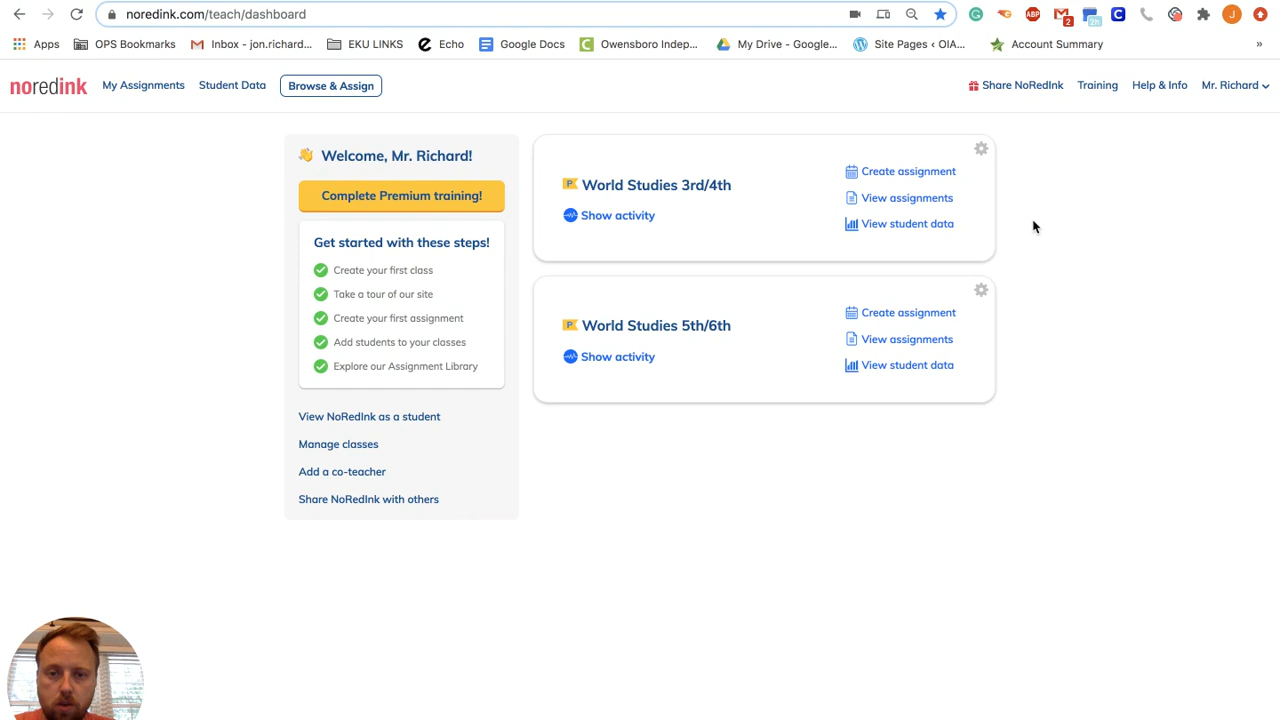 noredink.com/teach/dashboard
2
2h
J
Apps
OPS Bookmarks
Inbox - jon.richard...
EKU LINKS
Echo
Google Docs
Owensboro Indep...
My Drive - Google...
Site Pages ‹ OIA...
Account Summary
»
noredink
My Assignments
Student Data
Browse & Assign
Share NoRedInk
Training
Help & Info
Mr. Richard
Welcome, Mr. Richard!
Complete Premium training!
Get started with these steps!
Create your first class
Take a tour of our site
Create your first assignment
Add students to your classes
Explore our Assignment Library
View NoRedInk as a student
Manage classes
Add a co-teacher
Share NoRedInk with others
P World Studies 3rd/4th
Show activity
Create assignment
View assignments
View student data
P World Studies 5th/6th
Show activity
Create assignment
View assignments
View student data